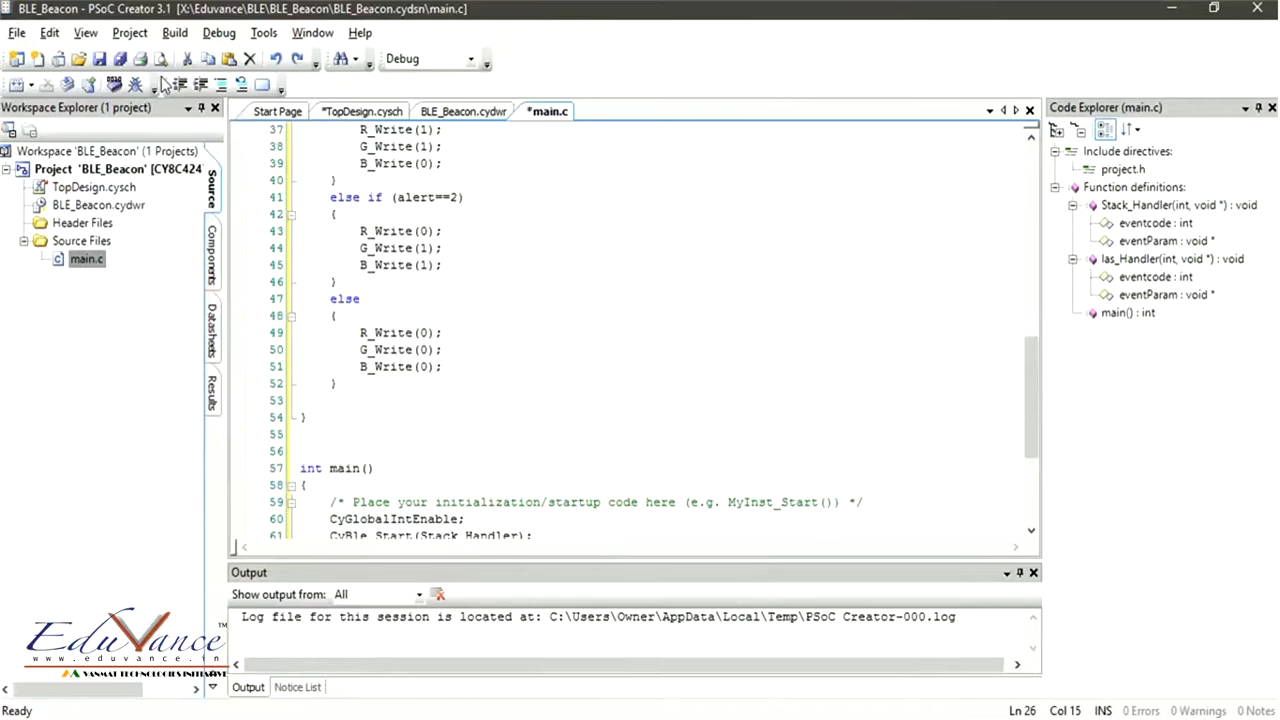 BLE_Beacon - PSoC Creator 3.1 [X:\Eduvance\BLE\BLE_Beacon\BLE_Beacon.cydsn\main.c]
File Edit View Project Build Debug Tools Window Help
Debug
Workspace Explorer (1 project)
Workspace 'BLE_Beacon' (1 Projects)
Project 'BLE_Beacon' [CY8C424
TopDesign.cysch
BLE_Beacon.cydwr
Header Files
Source Files
main.c
Source
Components
Datasheets
Results
Start Page *TopDesign.cysch BLE_Beacon.cydwr *main.c
37 R_Write(1);
38 G_Write(1);
39 B_Write(0);
40 }
41 else if (alert==2)
42 {
43 R_Write(0);
44 G_Write(1);
45 B_Write(1);
46 }
47 else
48 {
49 R_Write(0);
50 G_Write(0);
51 B_Write(0);
52 }
53
54 }
55
56
57 int main()
58 {
59 /* Place your initialization/startup code here (e.g. MyInst_Start()) */
60 CyGlobalIntEnable;
61 CyBle_Start(Stack_Handler);
Code Explorer (main.c)
Include directives:
project.h
Function definitions:
Stack_Handler(int, void *) : void
eventcode : int
eventParam : void *
Ias_Handler(int, void *) : void
eventcode : int
eventParam : void *
main() : int
Output
Show output from: All
Log file for this session is located at: C:\Users\Owner\AppData\Local\Temp\PSoC Creator-000.log
Output Notice List
EduVance ™
www.eduvance.in
VANMAT TECHNOLOGIES INITIATIVE
Ready Ln 26 Col 15 INS 0 Errors 0 Warnings 0 Notes